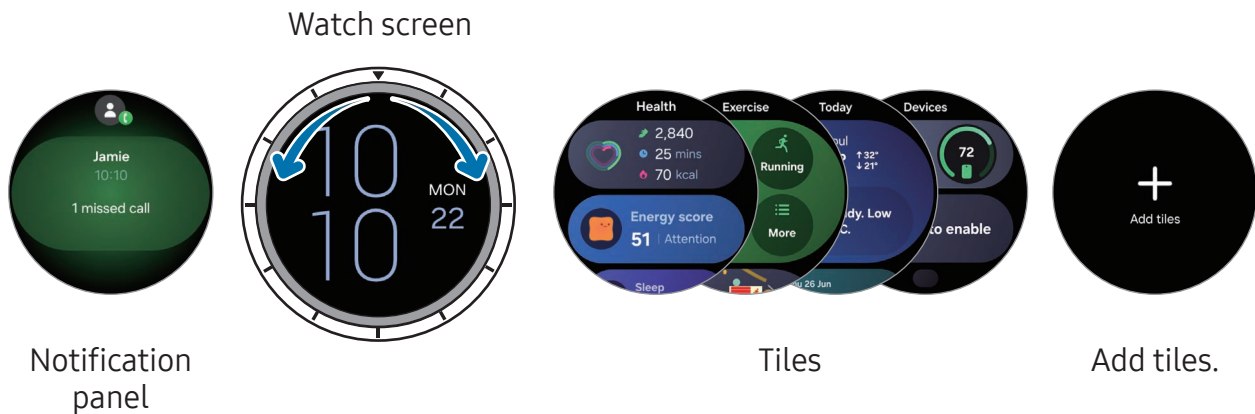 Watch screen
Jamie
10:10
1 missed call
10
10
MON
22
Health
2,840
25 mins
70 kcal
Energy score
51 | Attention
Sleep
Exercise
Running
More
Today
↑32°
↓21°
Low
C.
26 Jun
Devices
72
to enable
Add tiles
Notification
panel
Tiles
Add tiles.